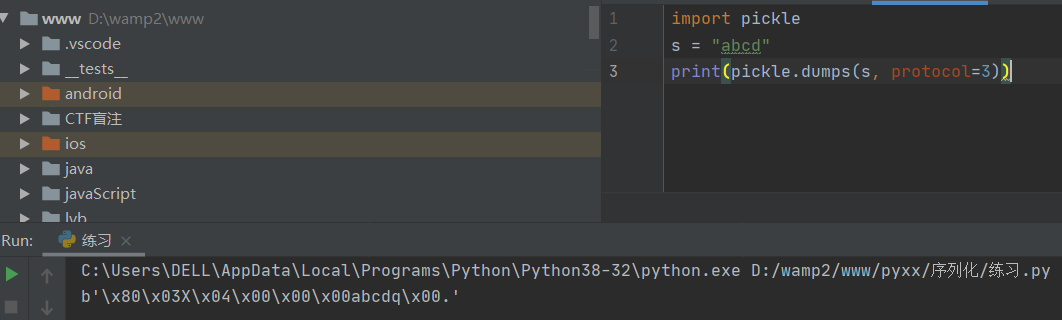 www D:\wamp2\www
.vscode
__tests__
android
CTF盲注
ios
java
javaScript
lyb
1 import pickle
2 s = "abcd"
3 print(pickle.dumps(s, protocol=3))
Run: 练习 ×
C:\Users\DELL\AppData\Local\Programs\Python\Python38-32\python.exe D:/wamp2/www/pyxx/序列化/练习.py
b'\x80\x03X\x04\x00\x00\x00abcdq\x00.'